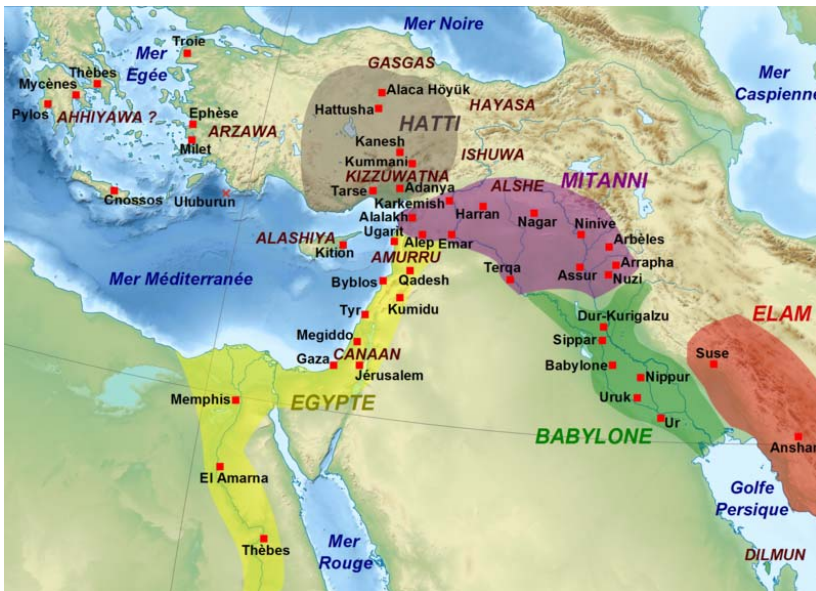 Mer Noire
Troie
Mer
Egée
GASGAS
Mer
Caspienne
Thèbes
Mycènes
Alaca Höyük
HAYASA
Pylos
AHHIYAWA ?
Hattusha
Ephèse
ARZAWA
HATTI
Milet
Kanesh
ISHUWA
Kummani
KIZZUWATNA
MITANNI
Cnossos
Uluburun
Tarse
Adanya
ALSHE
Karkemish
Harran
Alalakh
Nagar
Ninive
Ugarit
ALASHIYA
Kition
Alep
Emar
Arbèles
AMURRU
Mer Méditerranée
Terqa
Assur
Arrapha
Byblos
Qadesh
Nuzi
Kumidu
Tyr
Dur-Kurigalzu
ELAM
Megiddo
Sippar
CANAAN
Suse
Gaza
Babylone
Jérusalem
Nippur
Memphis
EGYPTE
Uruk
Ur
BABYLONE
Anshan
El Amarna
Golfe
Persique
Mer
Rouge
Thèbes
DILMUN